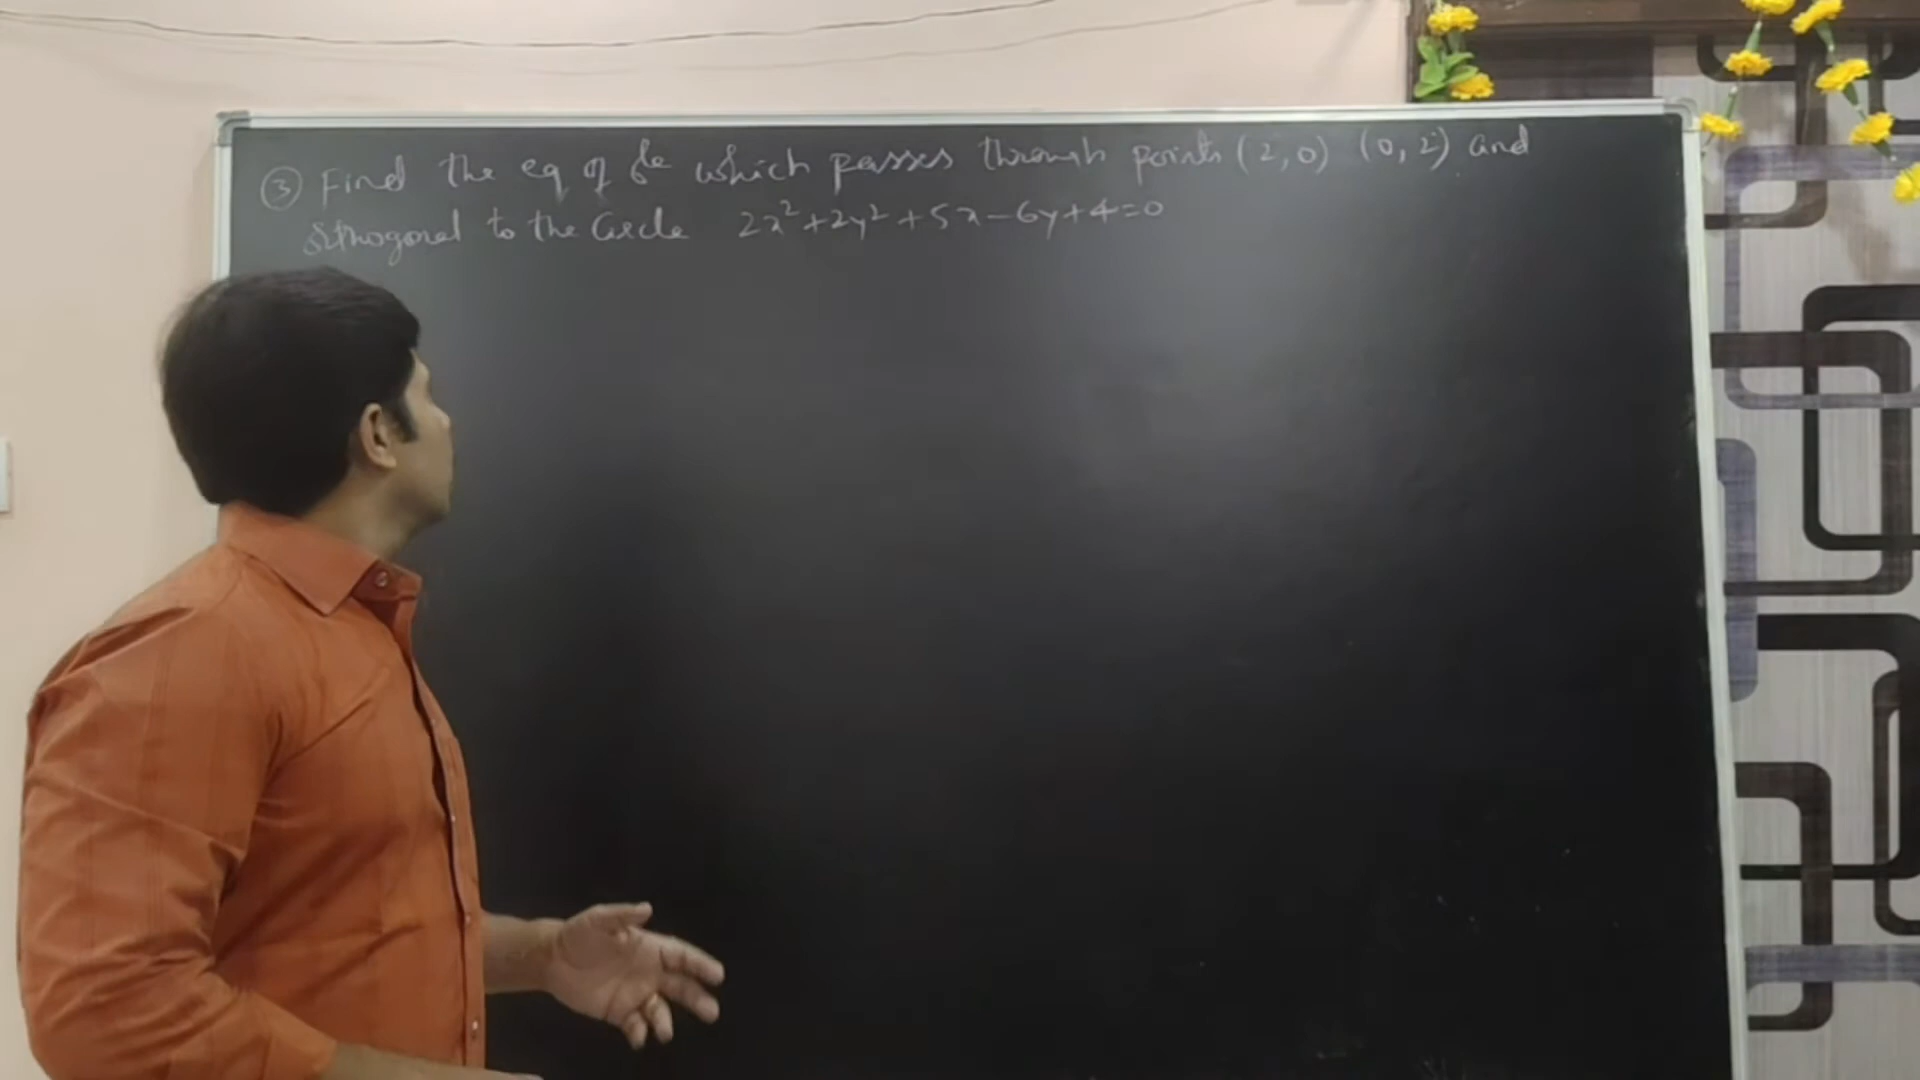 ③ Find the eq of which passes through points (2,0) (0,2) and
orthogonal to the Circle 2x²+2y²+5x-6y+4=0